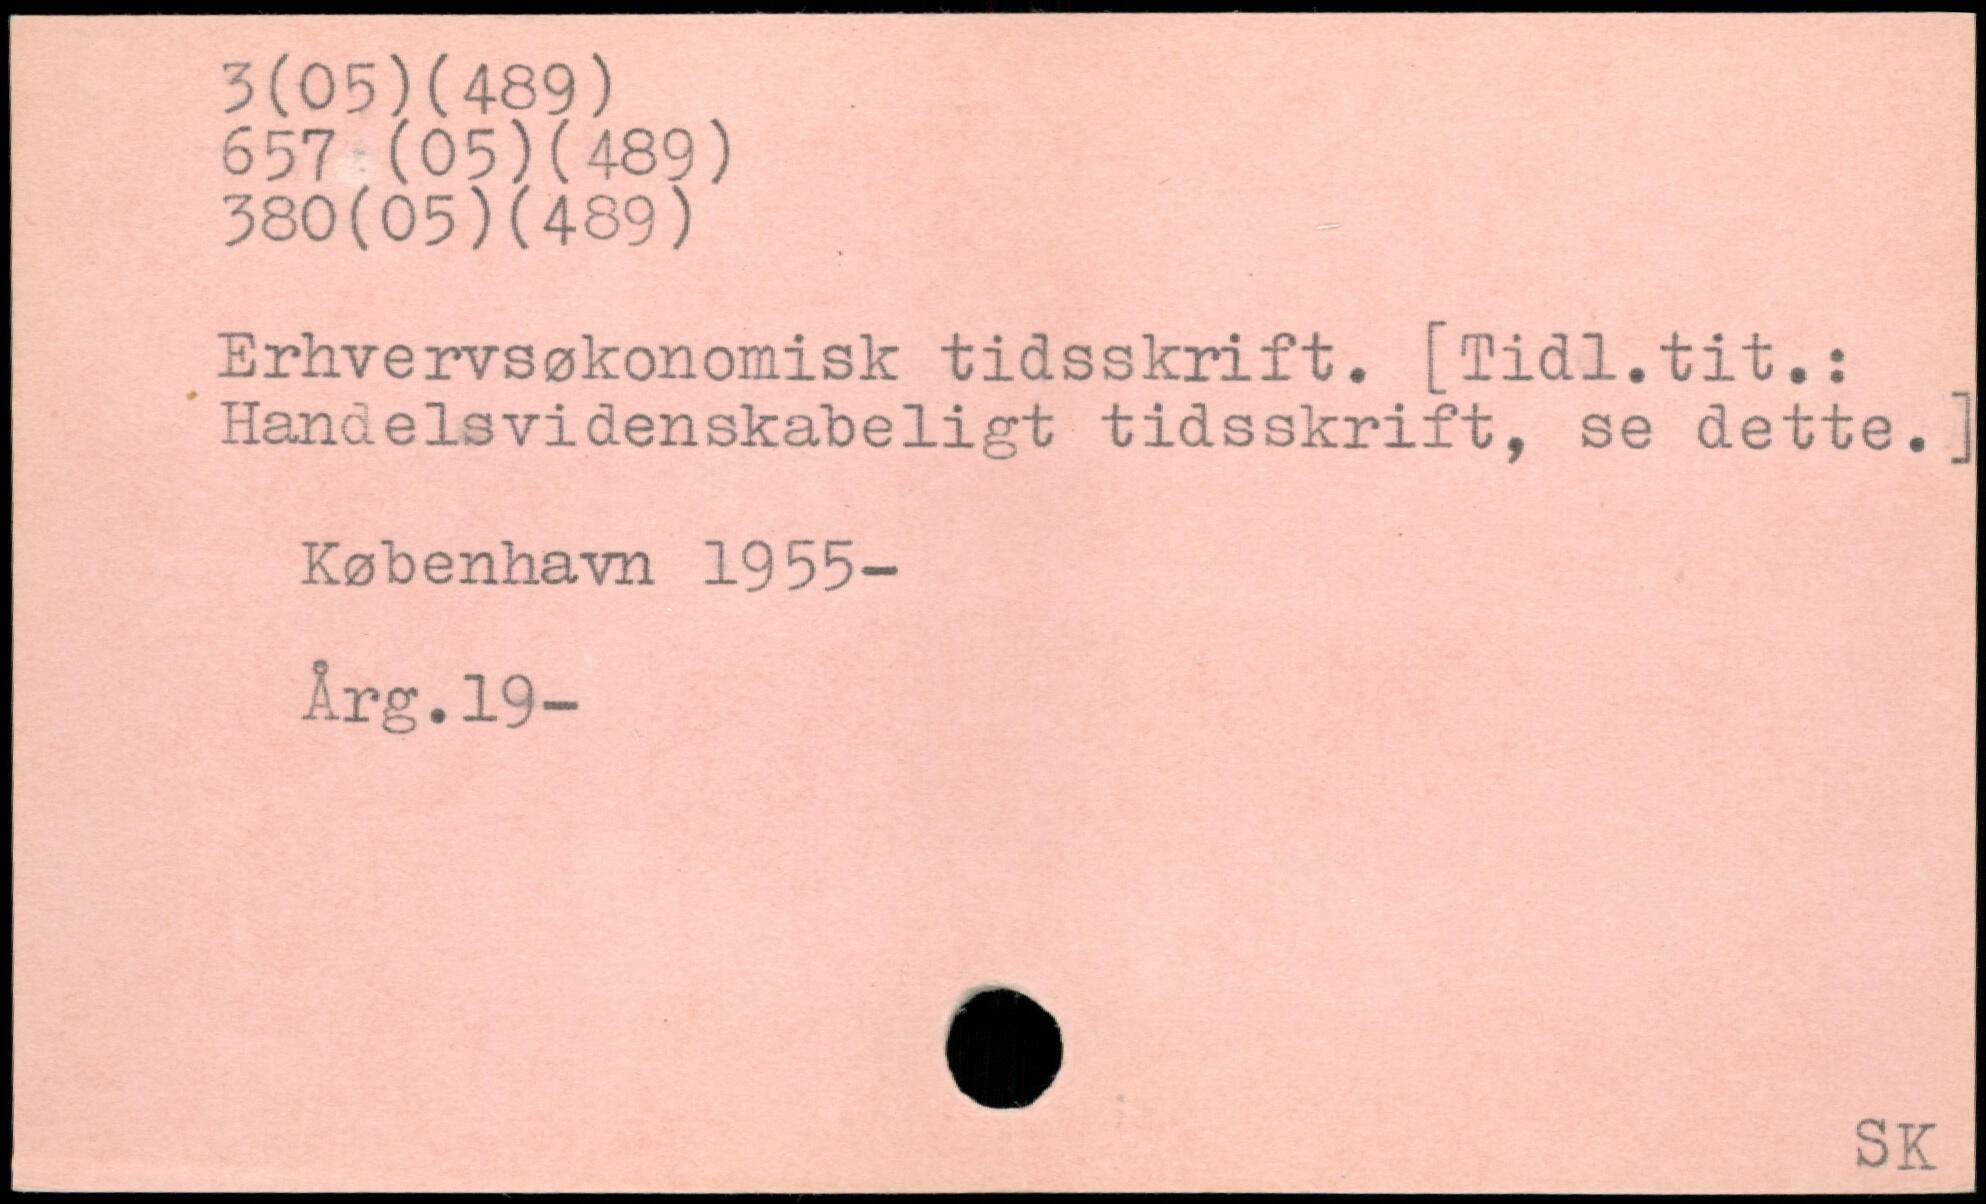 3(05)(489)
657 (05)(489)
380(05)(489)
Erhvervsøkonomisk tidsskrift. [Tidl.tit.:
Handelsvidenskabeligt tidsskrift, se dette.]
København 1955-
Årg.19-
SK